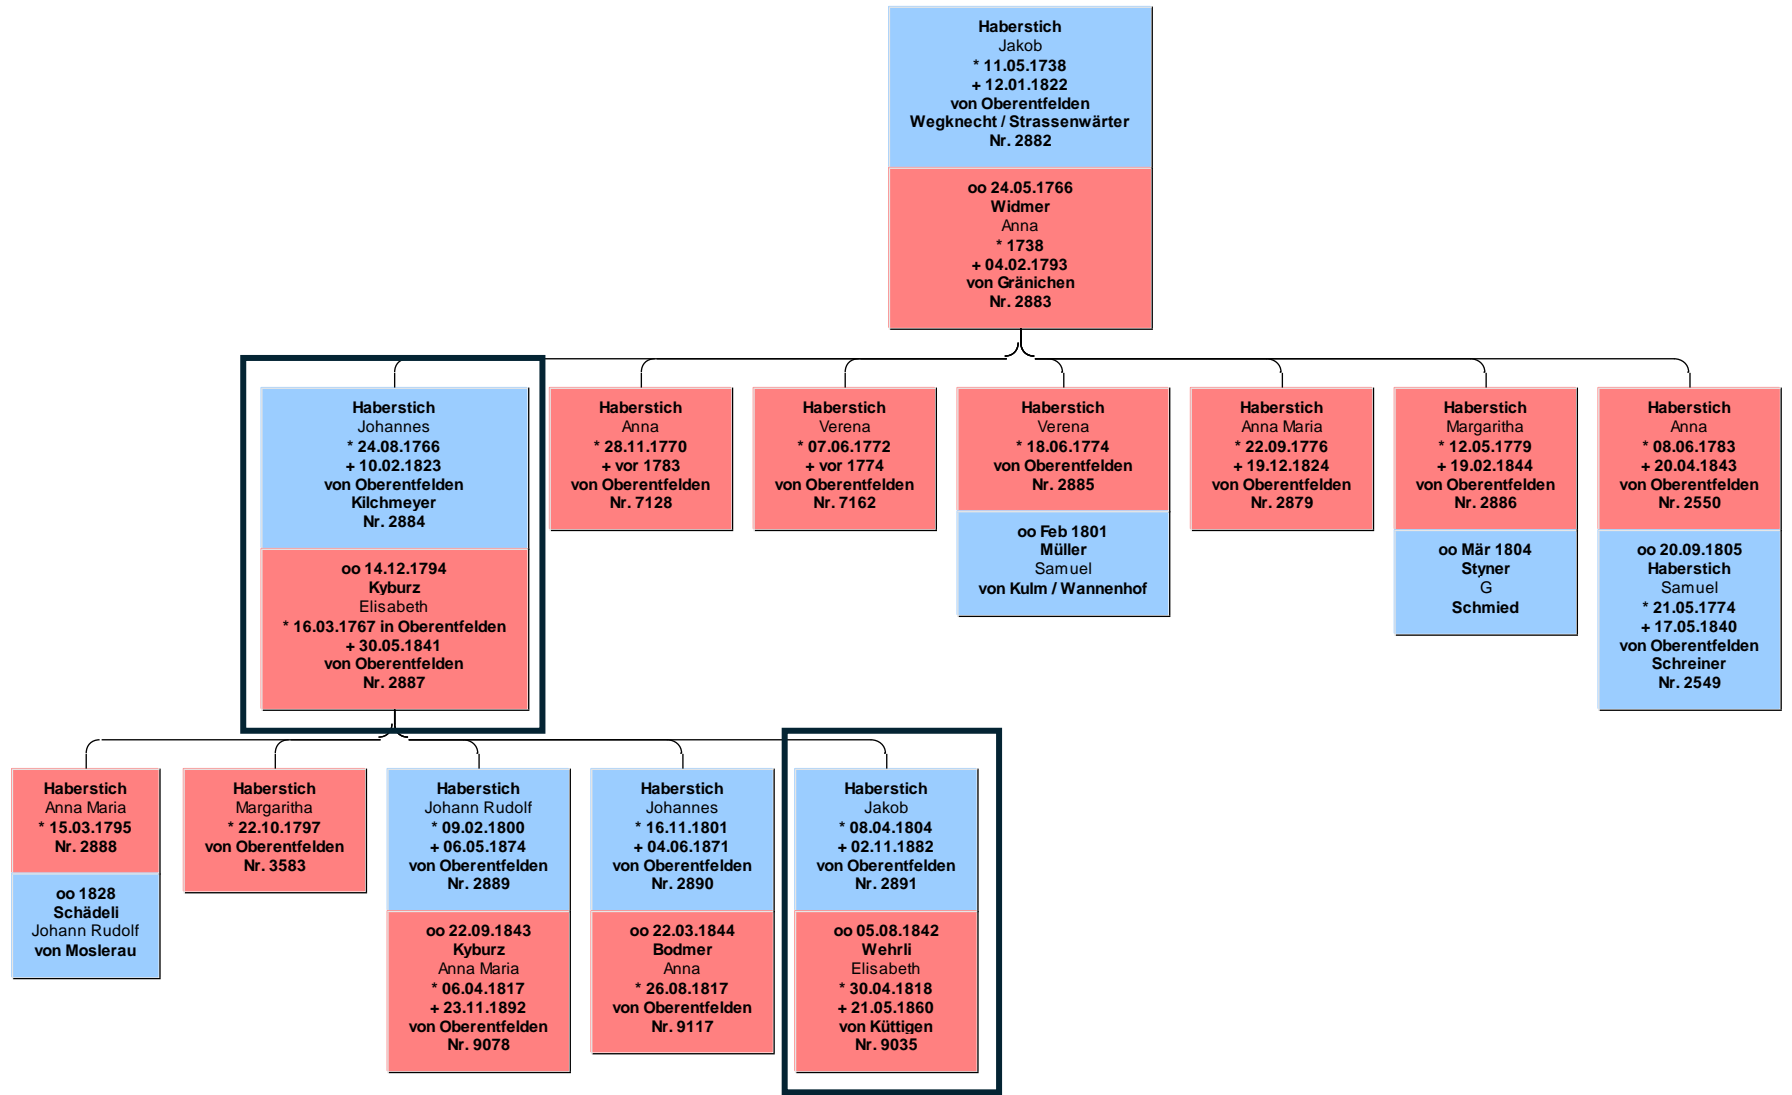 Haberstich
Jakob
* 11.05.1738
+ 12.01.1822
von Oberentfelden
Wegknecht / Strassenwärter
Nr. 2882
oo 24.05.1766
Widmer
Anna
* 1738
+ 04.02.1793
von Gränichen
Nr. 2883
Haberstich
Johannes
* 24.08.1766
+ 10.02.1823
von Oberentfelden
Kilchmeyer
Nr. 2884
oo 14.12.1794
Kyburz
Elisabeth
* 16.03.1767 in Oberentfelden
+ 30.05.1841
von Oberentfelden
Nr. 2887
Haberstich
Anna
* 28.11.1770
+ vor 1783
von Oberentfelden
Nr. 7128
Haberstich
Verena
* 07.06.1772
+ vor 1774
von Oberentfelden
Nr. 7162
Haberstich
Verena
* 18.06.1774
von Oberentfelden
Nr. 2885
oo Feb 1801
Müller
Samuel
von Kulm / Wannenhof
Haberstich
Anna Maria
* 22.09.1776
+ 19.12.1824
von Oberentfelden
Nr. 2879
Haberstich
Margaritha
* 12.05.1779
+ 19.02.1844
von Oberentfelden
Nr. 2886
oo Mär 1804
Styner
G
Schmied
Haberstich
Anna
* 08.06.1783
+ 20.04.1843
von Oberentfelden
Nr. 2550
oo 20.09.1805
Haberstich
Samuel
* 21.05.1774
+ 17.05.1840
von Oberentfelden
Schreiner
Nr. 2549
Haberstich
Anna Maria
* 15.03.1795
Nr. 2888
oo 1828
Schädeli
Johann Rudolf
von Moslerau
Haberstich
Margaritha
* 22.10.1797
von Oberentfelden
Nr. 3583
Haberstich
Johann Rudolf
* 09.02.1800
+ 06.05.1874
von Oberentfelden
Nr. 2889
oo 22.09.1843
Kyburz
Anna Maria
* 06.04.1817
+ 23.11.1892
von Oberentfelden
Nr. 9078
Haberstich
Johannes
* 16.11.1801
+ 04.06.1871
von Oberentfelden
Nr. 2890
oo 22.03.1844
Bodmer
Anna
* 26.08.1817
von Oberentfelden
Nr. 9117
Haberstich
Jakob
* 08.04.1804
+ 02.11.1882
von Oberentfelden
Nr. 2891
oo 05.08.1842
Wehrli
Elisabeth
* 30.04.1818
+ 21.05.1860
von Küttigen
Nr. 9035